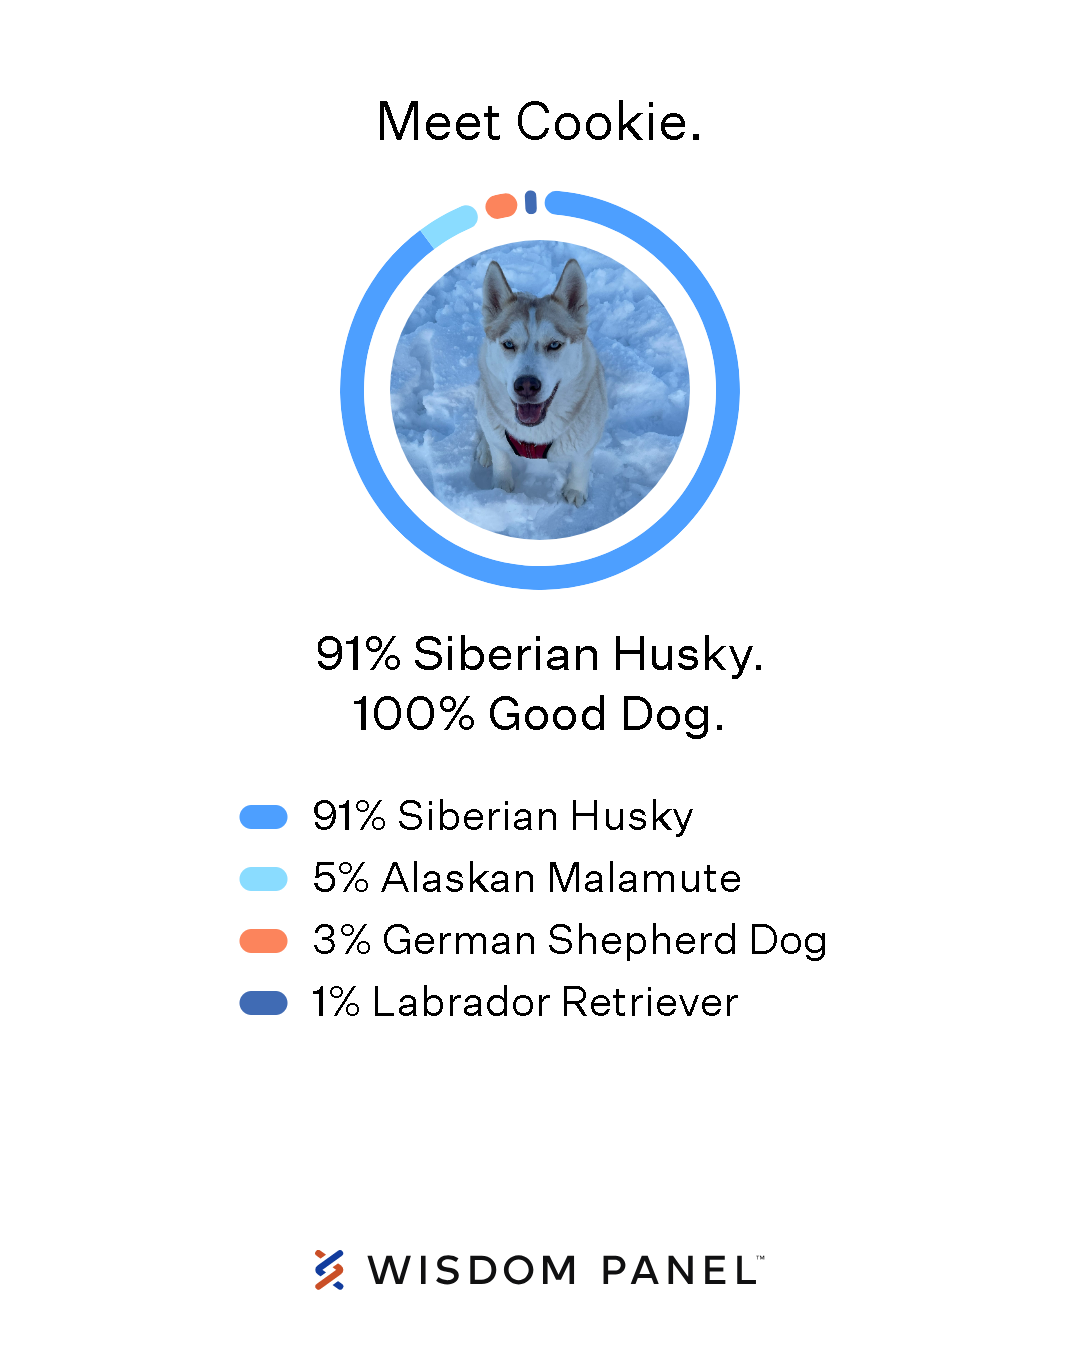 Meet Cookie.
91% Siberian Husky.
100% Good Dog.
91% Siberian Husky
5% Alaskan Malamute
3% German Shepherd Dog
1% Labrador Retriever
WISDOM PANEL™